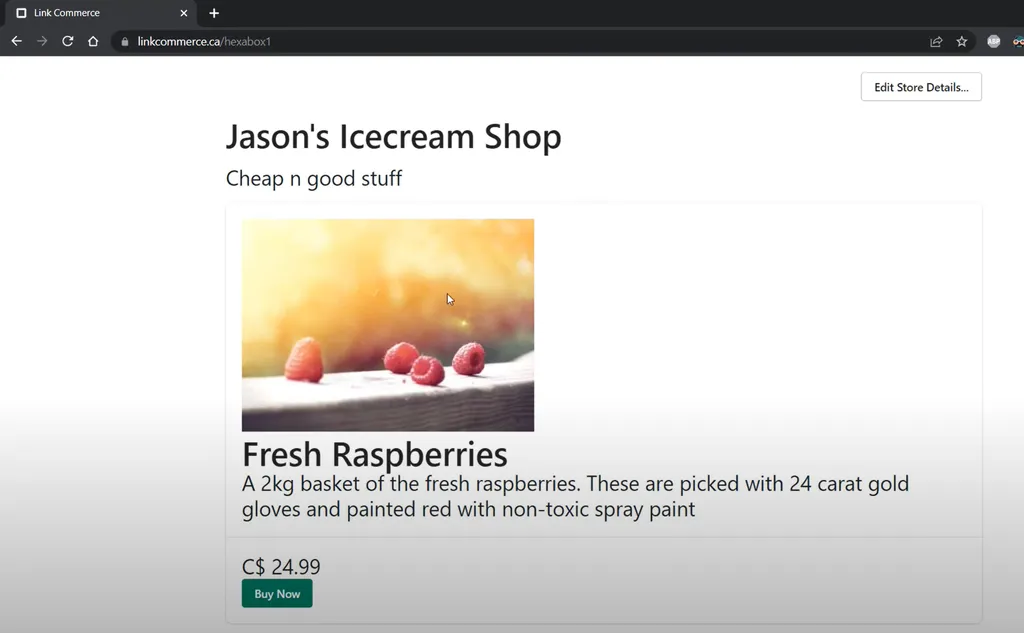 Link Commerce
linkcommerce.ca/hexabox1
ABP
Edit Store Details...
Jason's Icecream Shop
Cheap n good stuff
Fresh Raspberries
A 2kg basket of the fresh raspberries. These are picked with 24 carat gold
gloves and painted red with non-toxic spray paint
C$ 24.99
Buy Now